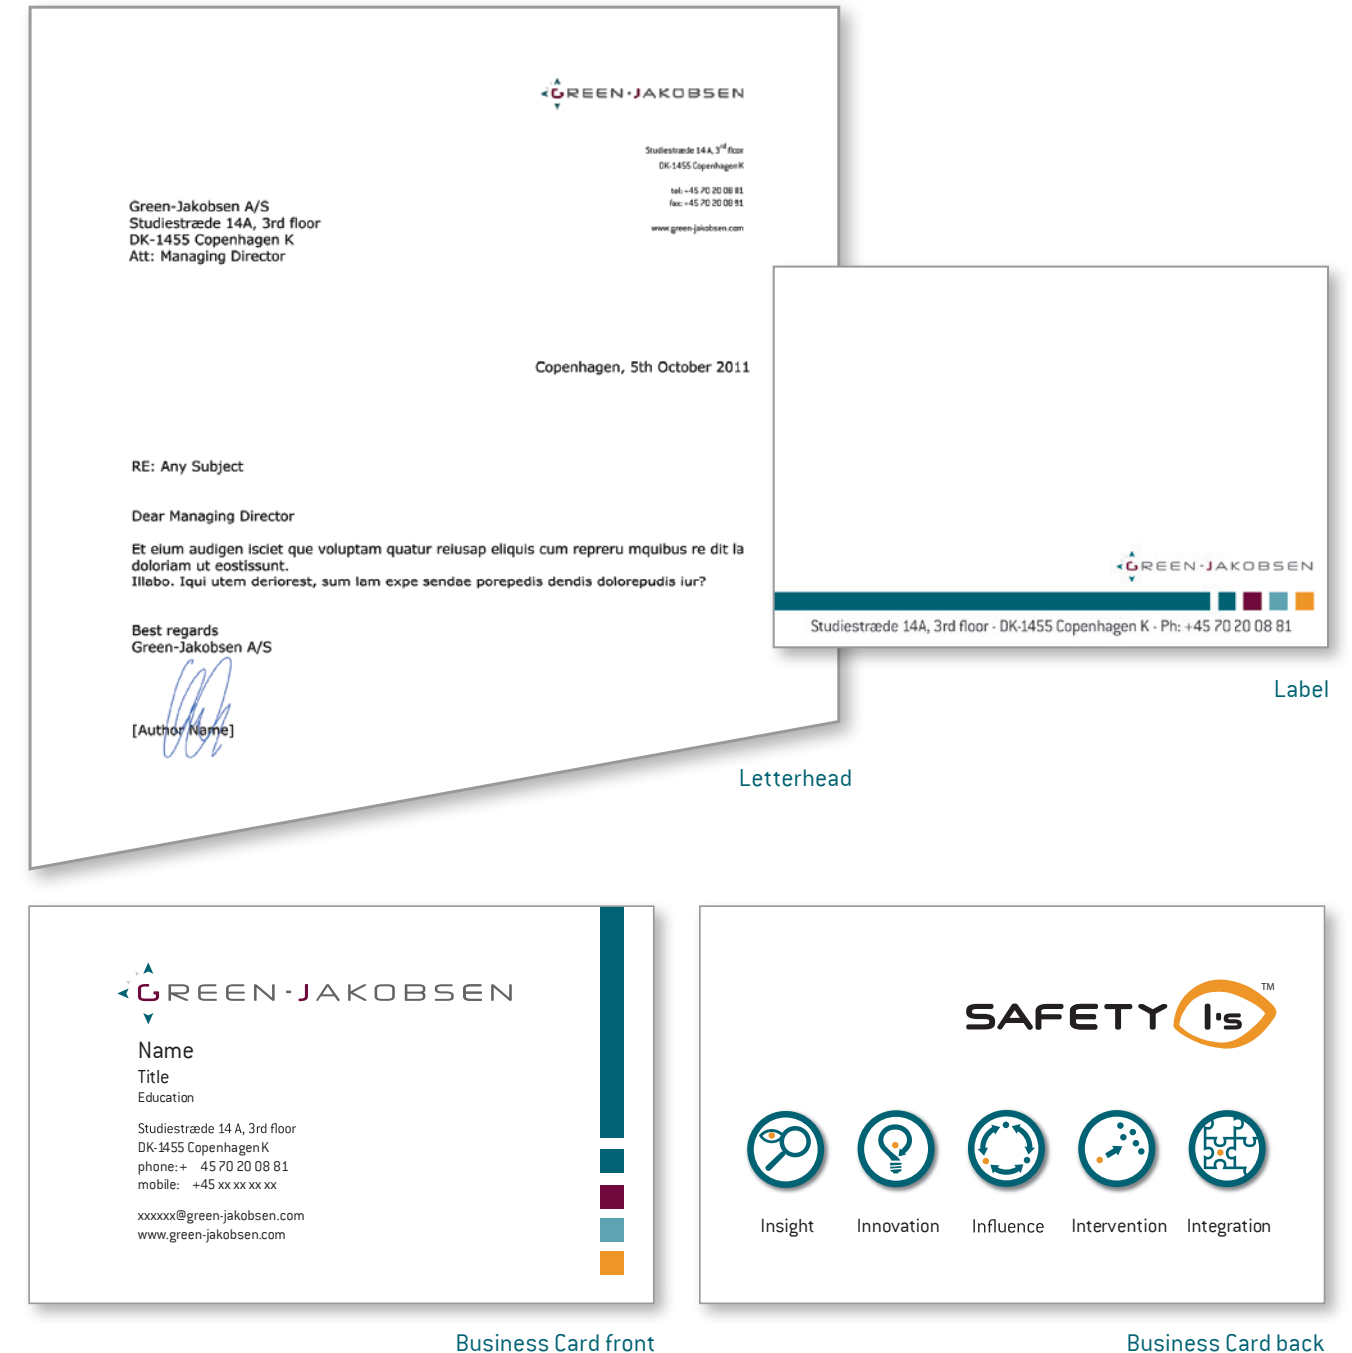 GREEN-JAKOBSEN
Studiestræde 14 A, 3rd floor
DK-1455 Copenhagen K
tel: +45 70 20 08 81
fax: +45 70 20 08 91
www.green-jakobsen.com
Green-Jakobsen A/S
Studiestræde 14A, 3rd floor
DK-1455 Copenhagen K
Att: Managing Director
Copenhagen, 5th October 2011
RE: Any Subject
Dear Managing Director
Et eium audigen isciet que voluptam quatur reiusap eliquis cum repreru mquibus re dit la
doloriam ut eostissunt.
Illabo. Iqui utem deriorest, sum lam expe sendae porepedis dendis dolorepudis iur?
Best regards
Green-Jakobsen A/S
[Author Name]
Letterhead
GREEN-JAKOBSEN
Studiestræde 14A, 3rd floor - DK-1455 Copenhagen K - Ph: +45 70 20 08 81
Label
GREEN-JAKOBSEN
Name
Title
Education
Studiestræde 14 A, 3rd floor
DK-1455 Copenhagen K
phone: + 45 70 20 08 81
mobile: +45 xx xx xx xx
xxxxxx@green-jakobsen.com
www.green-jakobsen.com
Business Card front
SAFETY I's TM
Insight Innovation Influence Intervention Integration
Business Card back